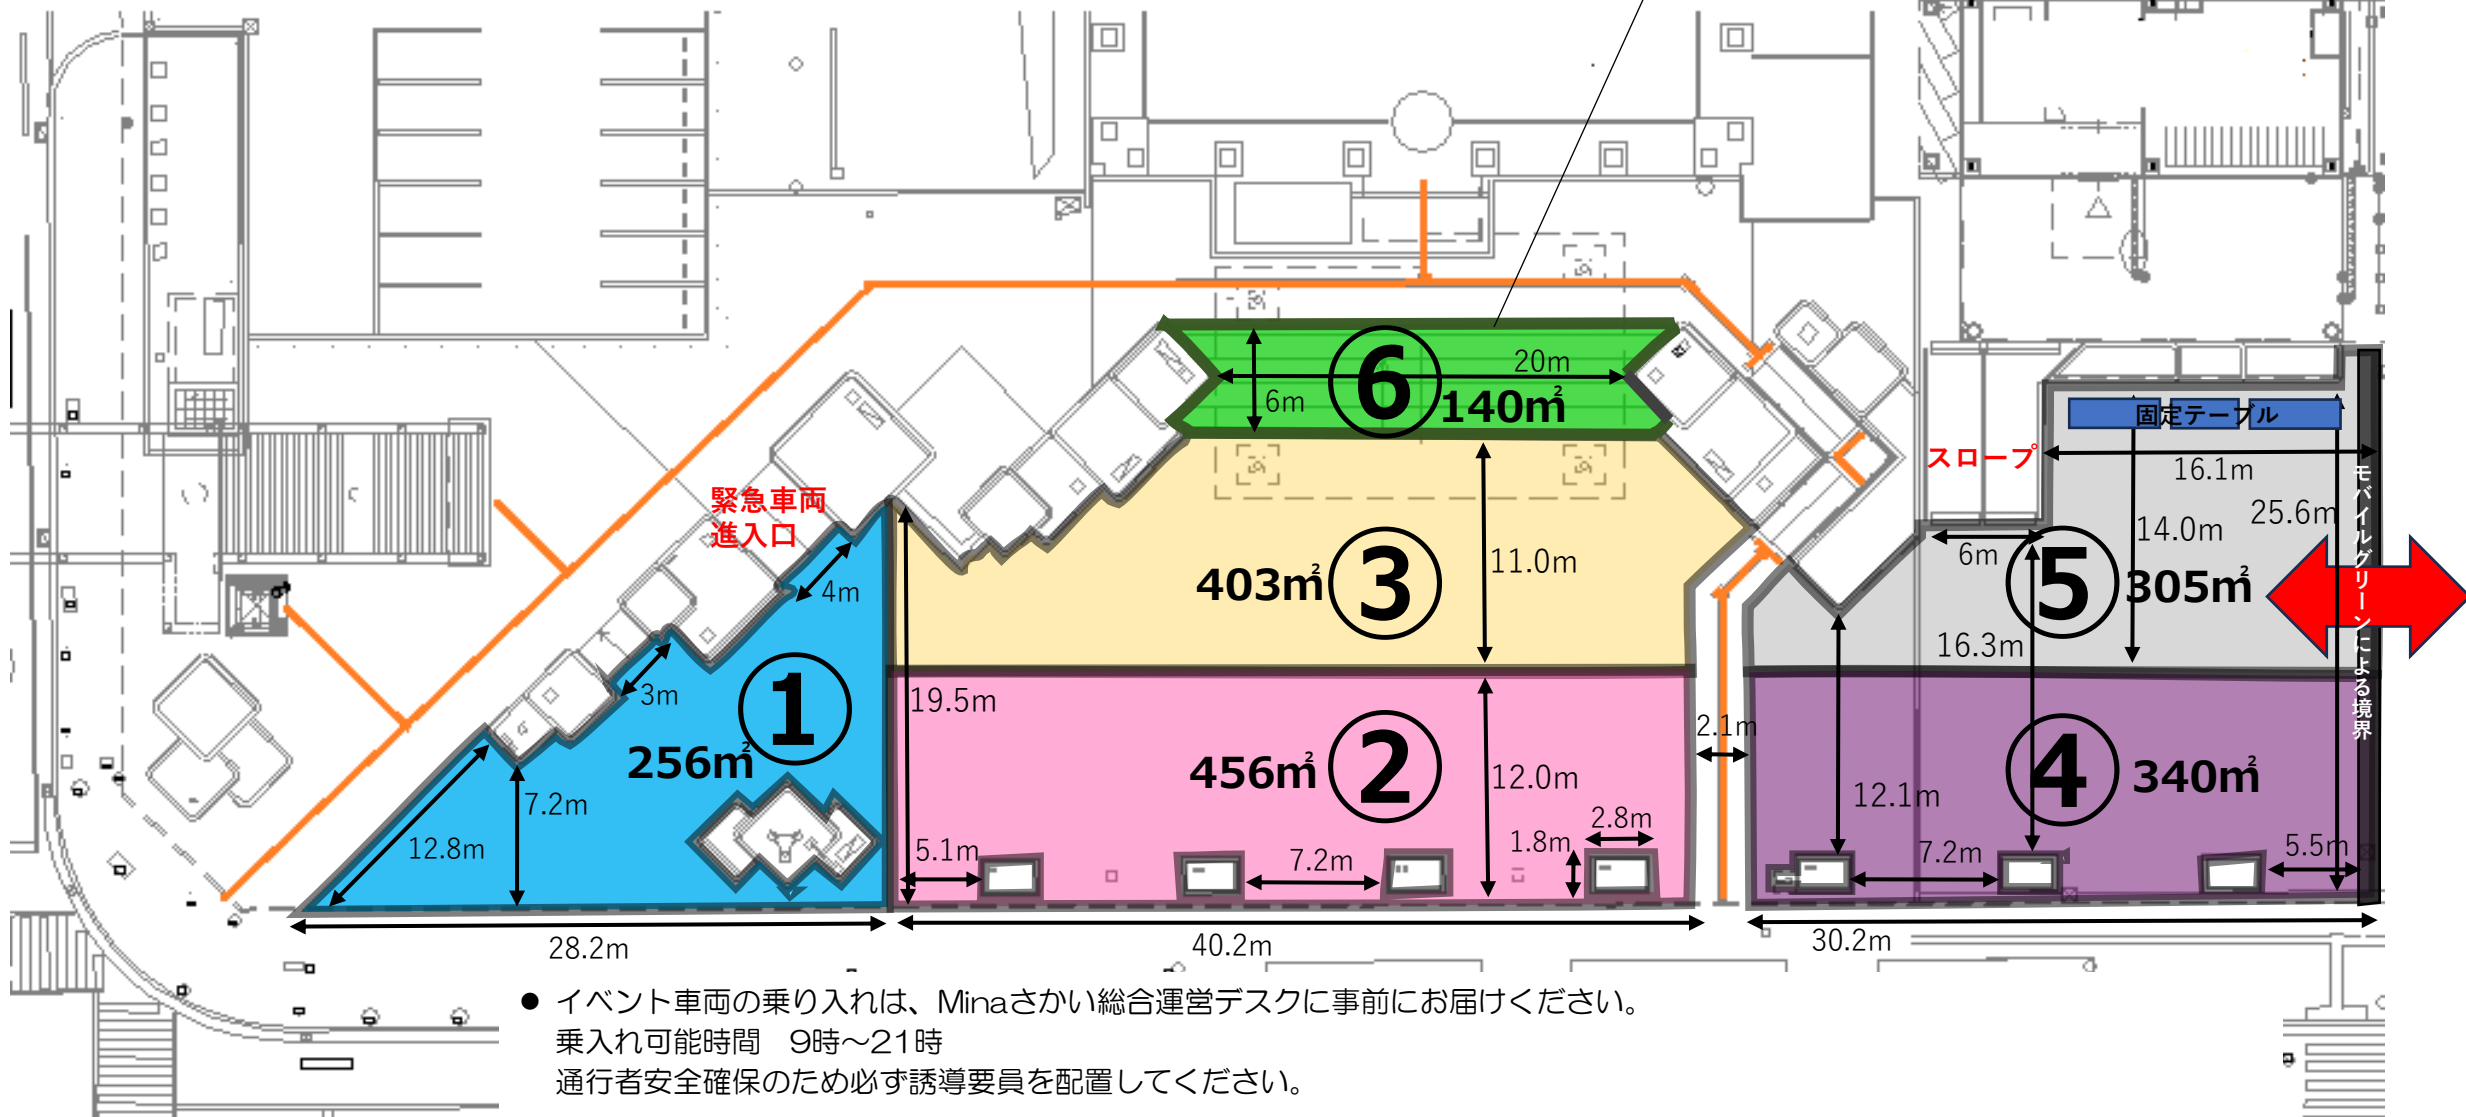 ⑥
20m
6m
140㎡
固定テーブル
スロープ
16.1m
モバイルグリーンによる境界
緊急車両
進入口
14.0m
25.6m
6m
11.0m
③
403㎡
⑤
305㎡
4m
3m
16.3m
①
256㎡
19.5m
2.1m
7.2m
12.8m
②
456㎡
12.0m
④
340㎡
12.1m
2.8m
1.8m
5.1m
7.2m
7.2m
5.5m
28.2m
40.2m
30.2m
● イベント車両の乗り入れは、Minaさかい総合運営デスクに事前にお届けください。
乗入れ可能時間　9時～21時
通行者安全確保のため必ず誘導要員を配置してください。